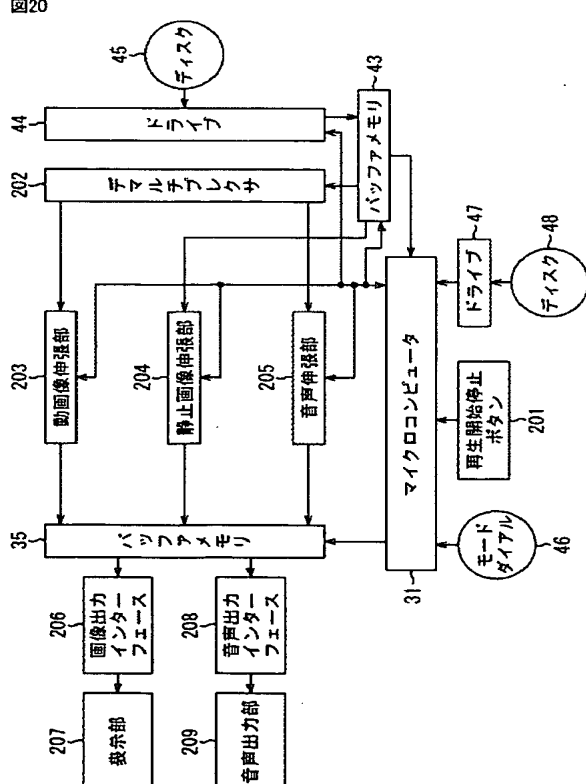 図20
45
ディスク
44
ドライブ
202
デマルチプレクサ
43
バッファメモリ
47
ドライブ
48
ディスク
203
動画像伸張部
204
静止画像伸張部
205
音声伸張部
マイクロコンピュータ
31
再生開始停止
ボタン
201
モード
ダイアル
46
35
バッファメモリ
206
画像出力
インター
フェース
208
音声出力
インター
フェース
207
表示部
209
音声出力部